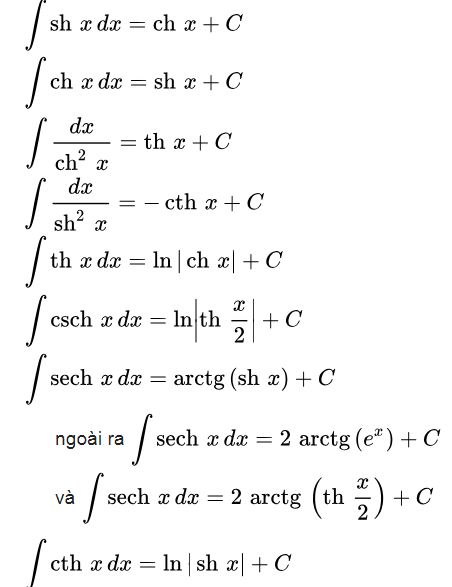 ∫ sh x dx = ch x + C
∫ ch x dx = sh x + C
∫ dx/ch² x = th x + C
∫ dx/sh² x = − cth x + C
∫ th x dx = ln | ch x| + C
∫ csch x dx = ln|th x/2| + C
∫ sech x dx = arctg (sh x) + C
ngoài ra ∫ sech x dx = 2 arctg (eˣ) + C
và ∫ sech x dx = 2 arctg (th x/2) + C
∫ cth x dx = ln | sh x| + C